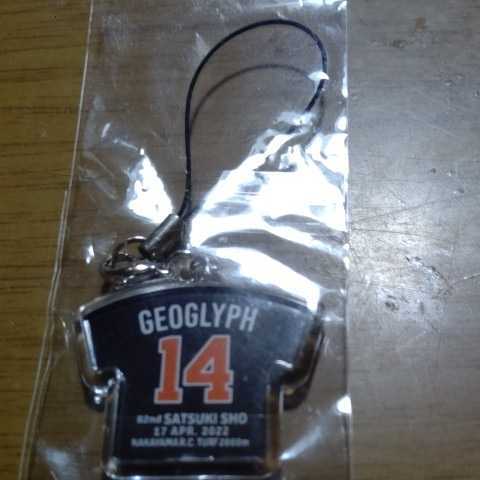 GEOGLYPH
14
82nd SATSUKI SHO
17 APR. 2022
NAKAYAMA R.C. TURF 2000m